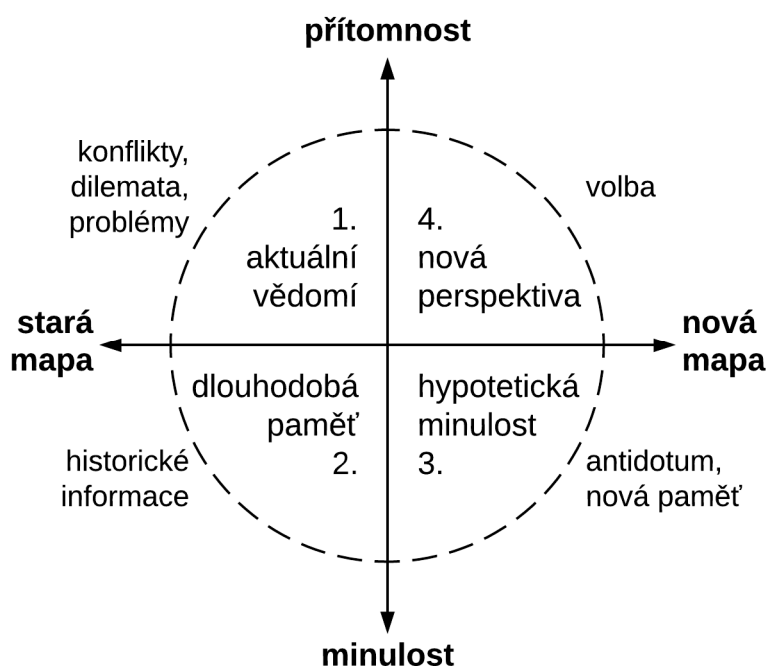 přítomnost
konflikty,
dilemata,
problémy
volba
1.
aktuální
vědomí
4.
nová
perspektiva
stará
mapa
nová
mapa
dlouhodobá
paměť
2.
hypotetická
minulost
3.
historické
informace
antidotum,
nová paměť
minulost